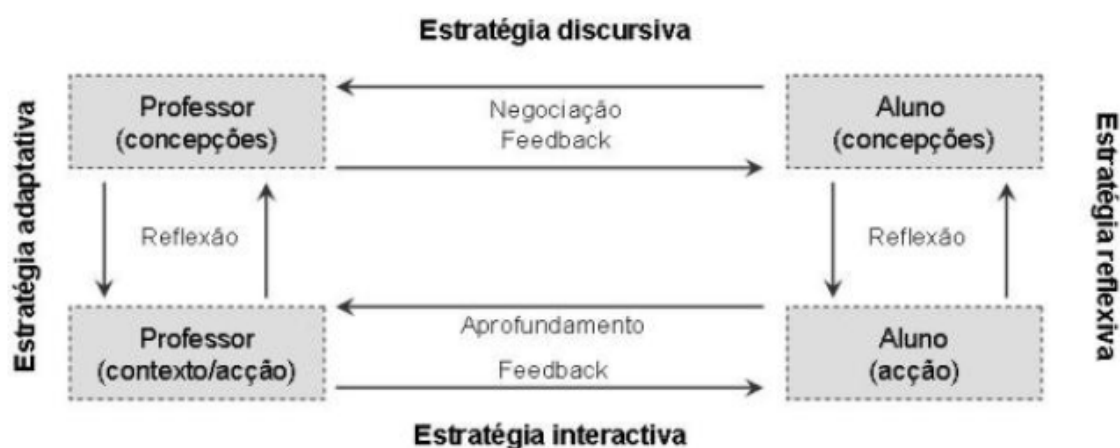 Estratégia discursiva
Professor
(concepções)
Negociação
Feedback
Aluno
(concepções)
Estratégia adaptativa
Reflexão
Reflexão
Estratégia reflexiva
Professor
(contexto/acção)
Aprofundamento
Feedback
Aluno
(acção)
Estratégia interactiva